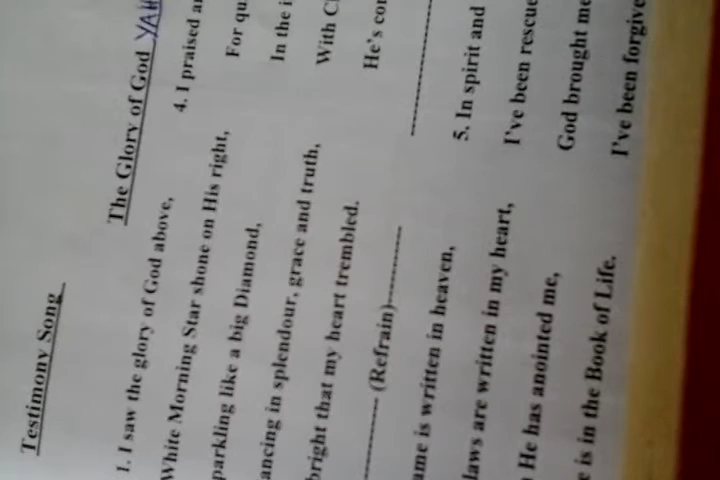 Testimony Song
The Glory of God YAH
1. I saw the glory of God above,
White Morning Star shone on His right,
parkling like a big Diamond,
ancing in splendour, grace and truth,
bright that my heart trembled.
---------- (Refrain)----------
ame is written in heaven,
laws are written in my heart,
He has anointed me,
e is in the Book of Life.
4. I praised
For qu
In the
With
He's
5. In spirit and
I've been rescue
God brought me
I've been forgive